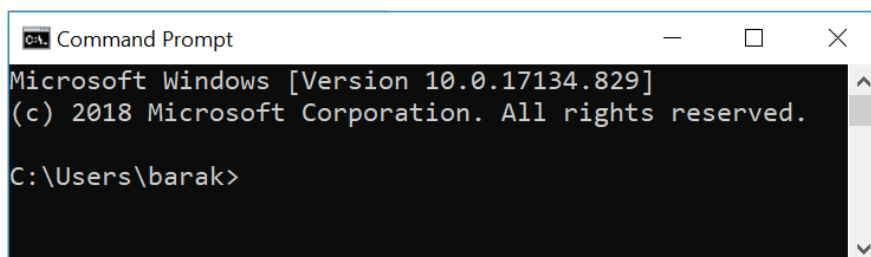 Command Prompt
Microsoft Windows [Version 10.0.17134.829]
(c) 2018 Microsoft Corporation. All rights reserved.
C:\Users\barak>